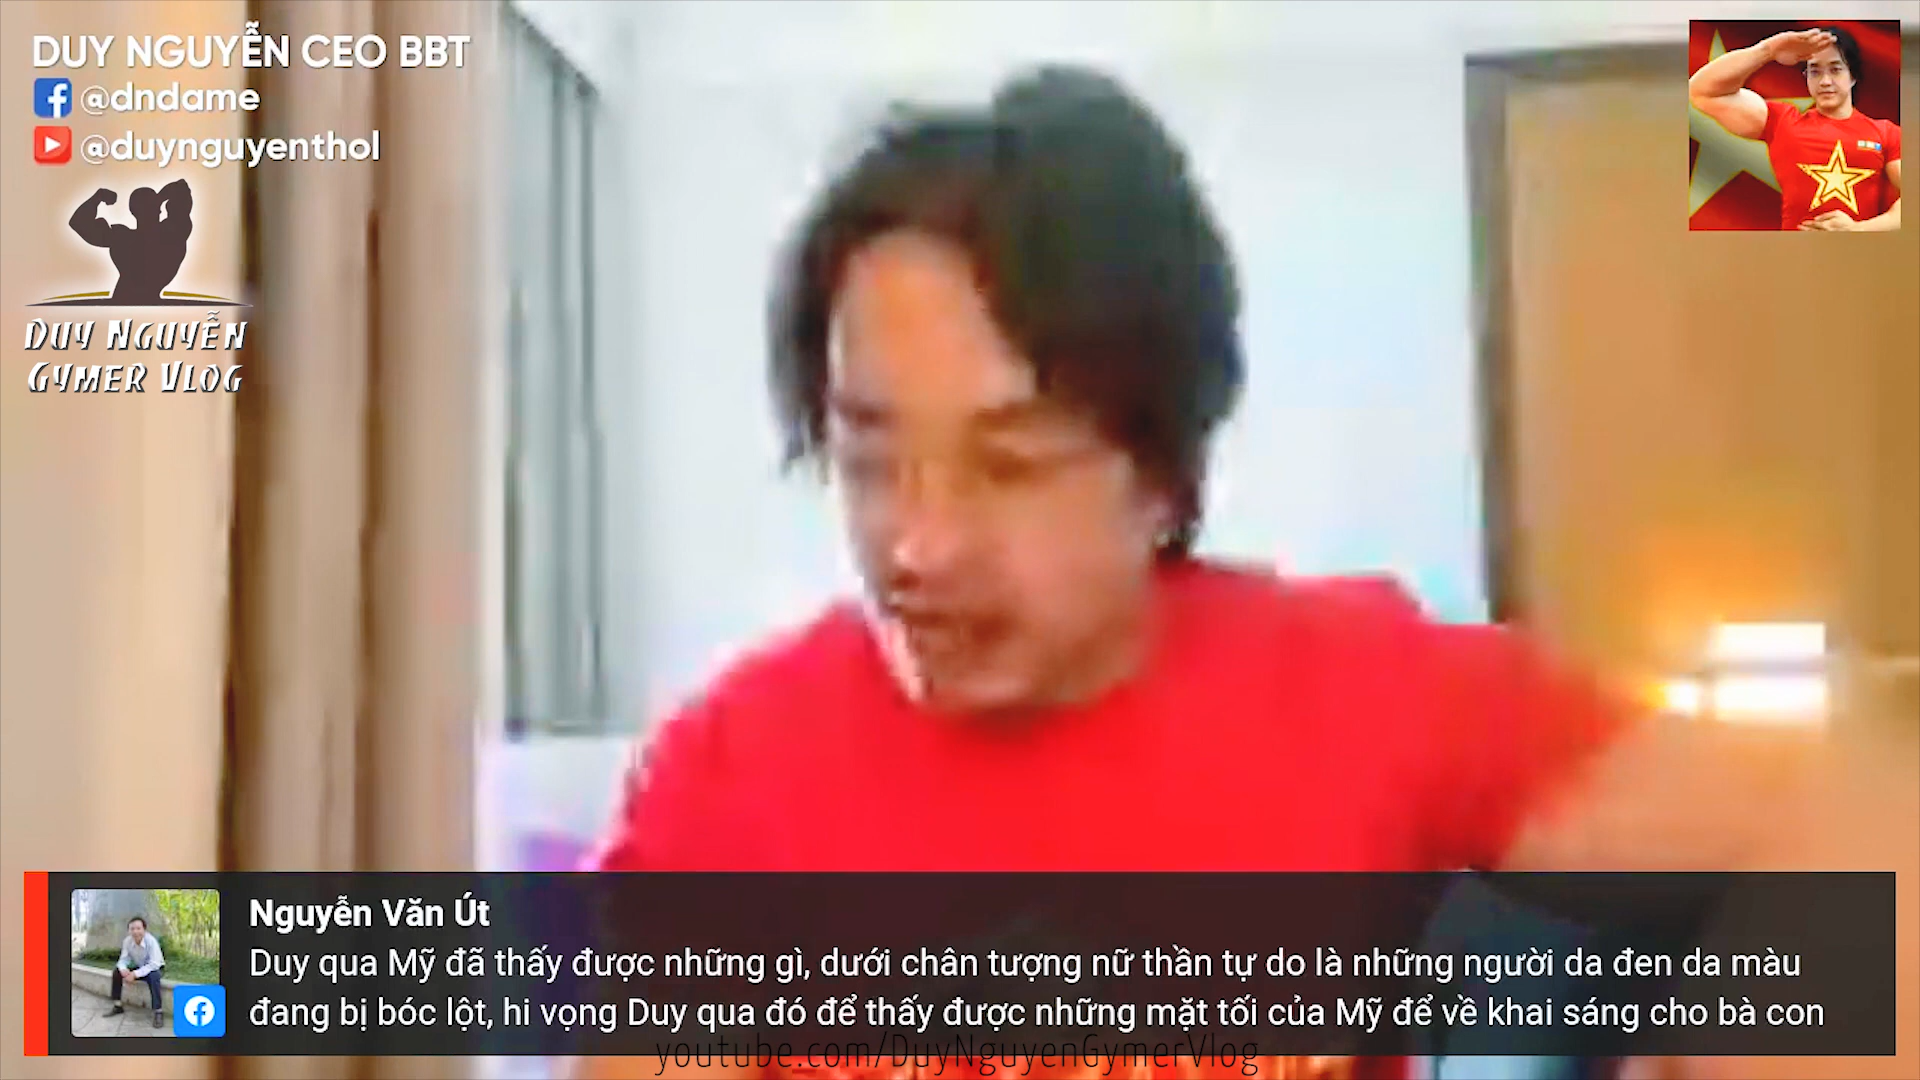 DUY NGUYỄN CEO BBT
@dndame
@duynguyenthol
DUY NGUYỄN
GYMER VLOG
Nguyễn Văn Út
Duy qua Mỹ đã thấy được những gì, dưới chân tượng nữ thần tự do là những người da đen da màu
đang bị bóc lột, hi vọng Duy qua đó để thấy được những mặt tối của Mỹ để về khai sáng cho bà con
youtube.com/DuyNguyenGymerVlog